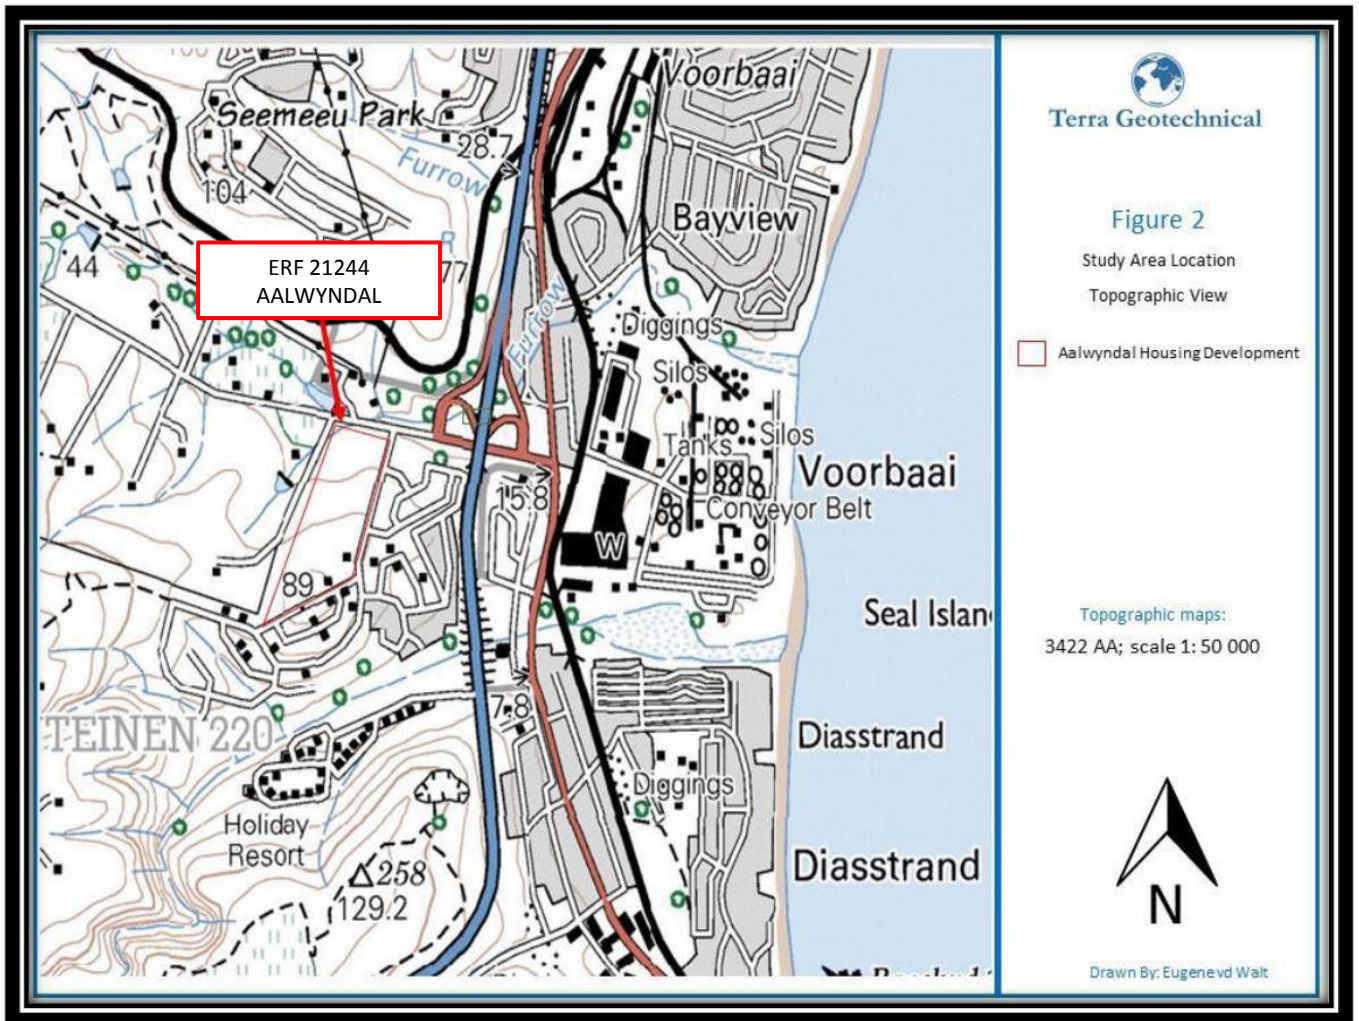 Voorbaai
Seemeeu Park
28.7
Furrow
104
Bayview
R
44
77
ERF 21244
AALWYNDAL
Furrow
Diggings
Silos
Tanks
Silos
Voorbaai
15.8
Conveyor Belt
W
89
Seal Islan
7.8
TEINEN 220
Diasstrand
Diggings
Holiday
Resort
258
129.2
Diasstrand
Terra Geotechnical
Figure 2
Study Area Location
Topographic View
Aalwyndal Housing Development
Topographic maps:
3422 AA; scale 1: 50 000
N
Drawn By: Eugene vd Walt